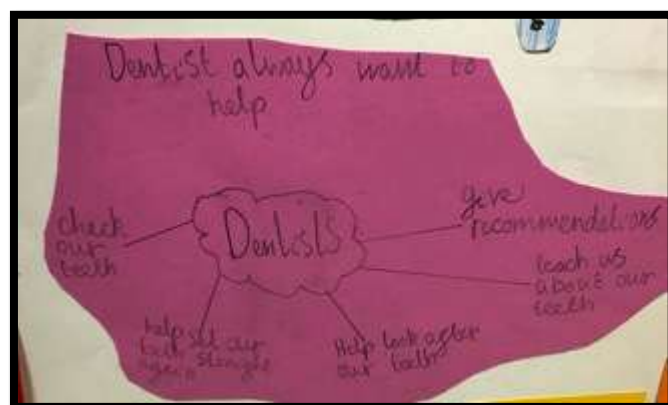 Dentist always want to
help
Dentists
give
recommendations
check
our
teeth
teach us
about our
teeth
help set our
teeth straight
again
Help look after
our teeth